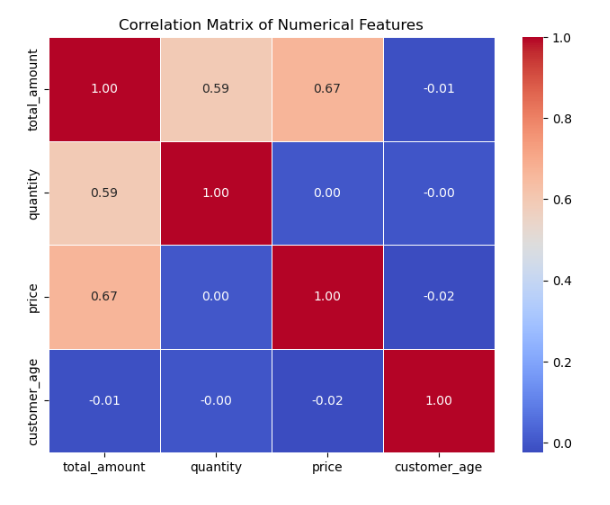 Correlation Matrix of Numerical Features
total_amount
1.00 0.59 0.67 -0.01
quantity
0.59 1.00 0.00 -0.00
price
0.67 0.00 1.00 -0.02
customer_age
-0.01 -0.00 -0.02 1.00
total_amount quantity price customer_age
1.0
0.8
0.6
0.4
0.2
0.0